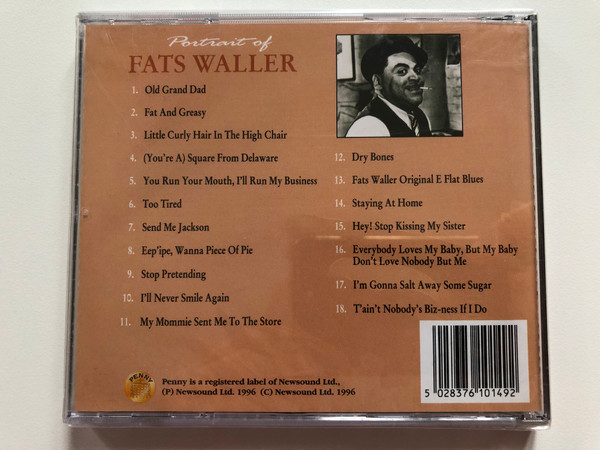 Portrait of
FATS WALLER
1. Old Grand Dad
2. Fat And Greasy
3. Little Curly Hair In The High Chair
4. (You're A) Square From Delaware
5. You Run Your Mouth, I'll Run My Business
6. Too Tired
7. Send Me Jackson
8. Eep'ipe, Wanna Piece Of Pie
9. Stop Pretending
10. I'll Never Smile Again
11. My Mommie Sent Me To The Store
12. Dry Bones
13. Fats Waller Original E Flat Blues
14. Staying At Home
15. Hey! Stop Kissing My Sister
16. Everybody Loves My Baby, But My Baby
Don't Love Nobody But Me
17. I'm Gonna Salt Away Some Sugar
18. T'ain't Nobody's Biz-ness If I Do
PENNY
Penny is a registered label of Newsound Ltd.,
(P) Newsound Ltd. 1996 (C) Newsound Ltd. 1996
5 028376 101492